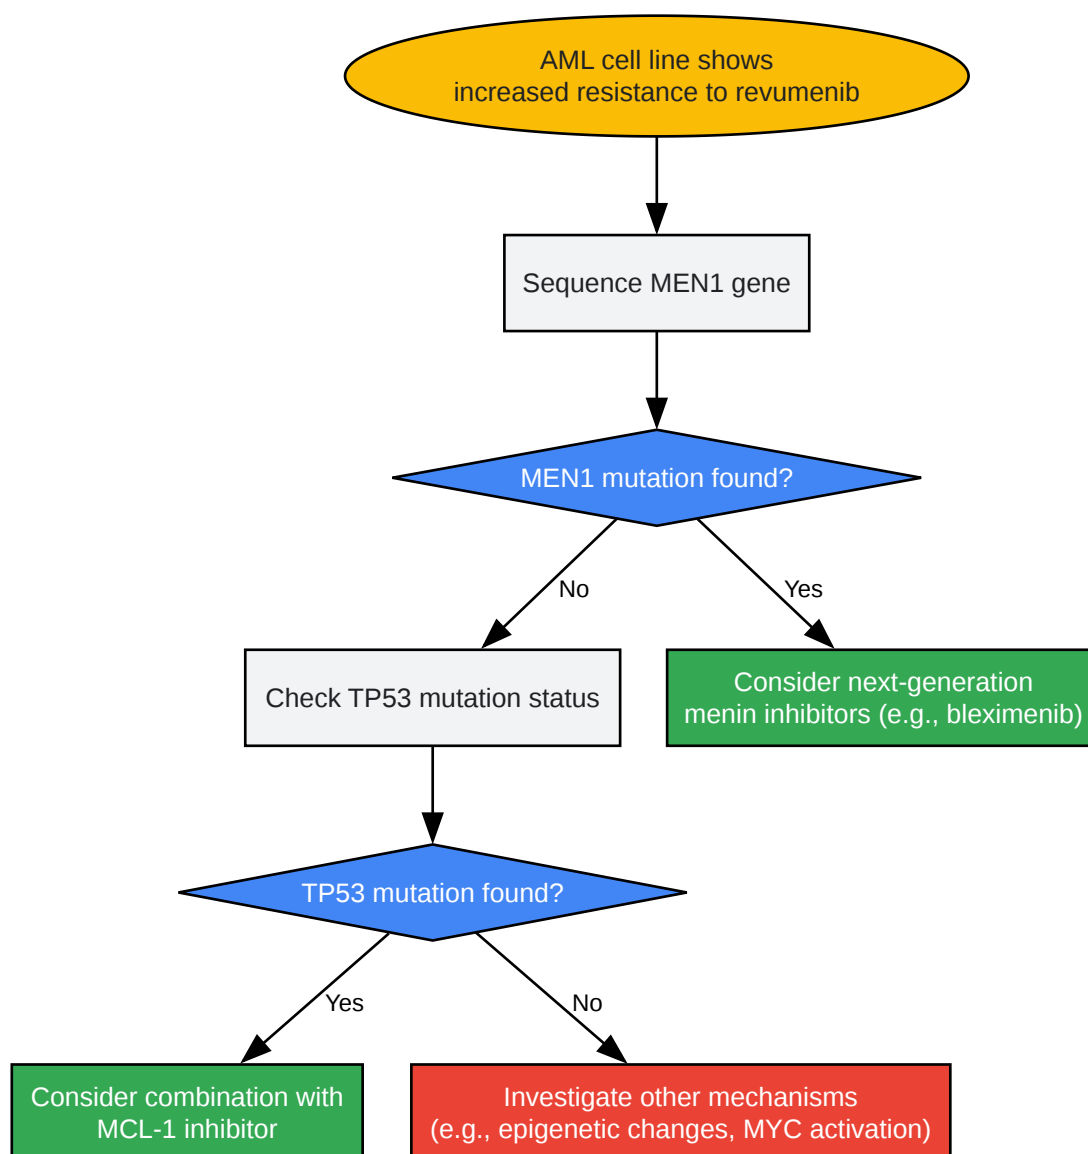 AML cell line shows
increased resistance to revumenib
Sequence MEN1 gene
MEN1 mutation found?
No
Yes
Check TP53 mutation status
Consider next-generation
menin inhibitors (e.g., bleximenib)
TP53 mutation found?
Yes
No
Consider combination with
MCL-1 inhibitor
Investigate other mechanisms
(e.g., epigenetic changes, MYC activation)